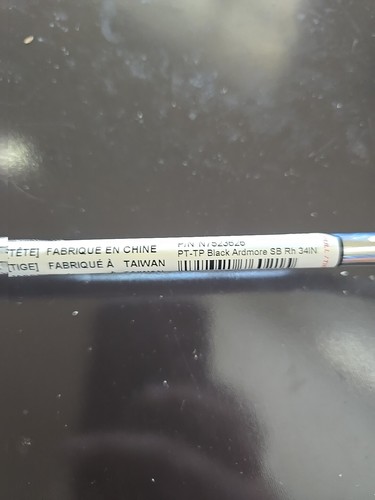 [TÊTE] FABRIQUÉ EN CHINE
[TIGE] FABRIQUÉ À TAIWAN
P/N N7523626
PT-TP Black Ardmore SB Rh 34IN